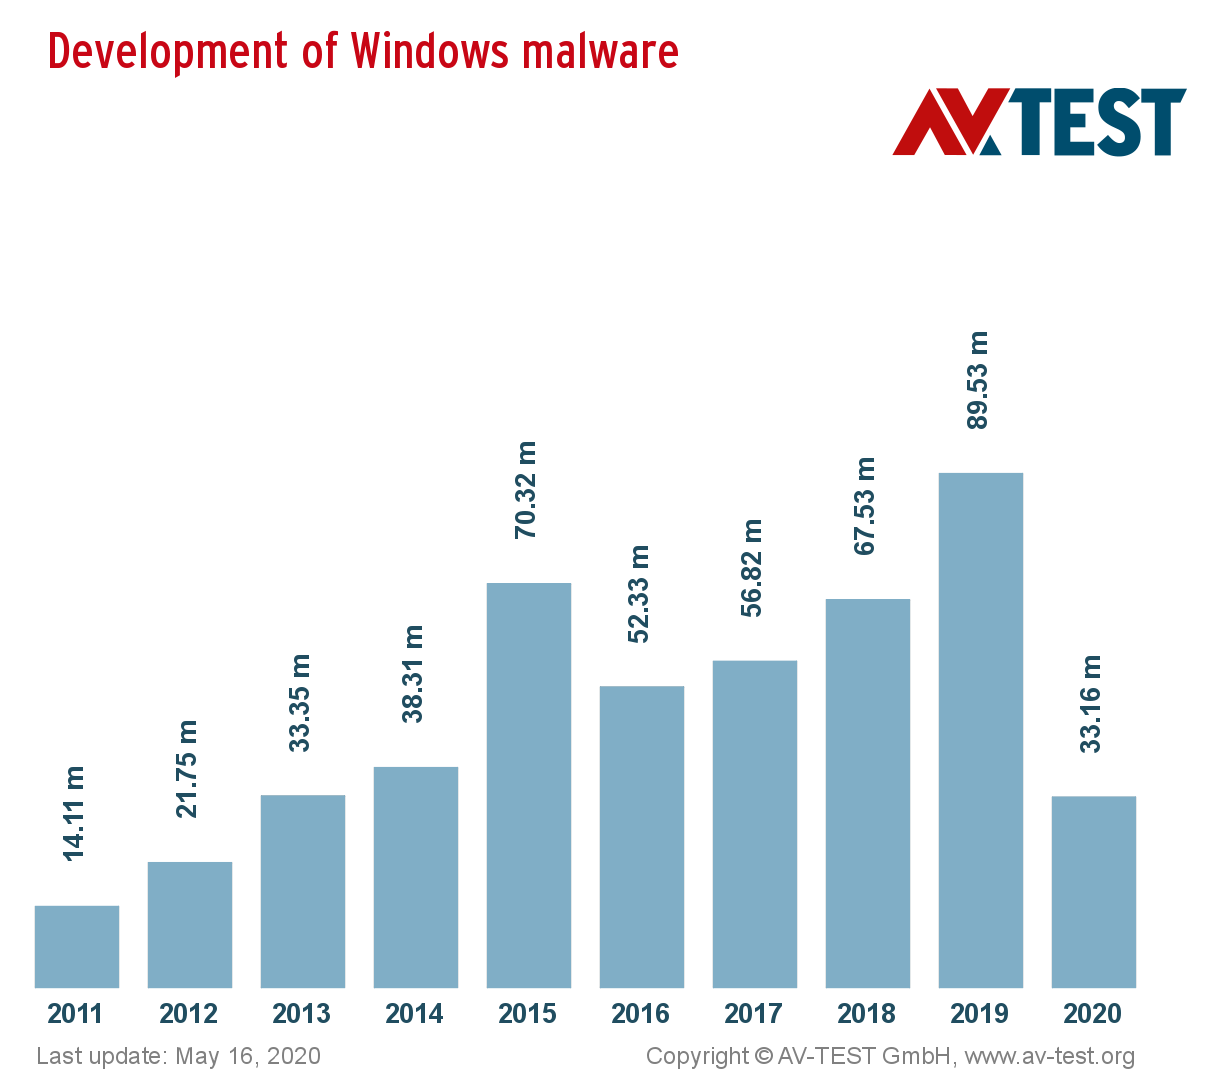 Development of Windows malware
AV TEST
14.11 m
21.75 m
33.35 m
38.31 m
70.32 m
52.33 m
56.82 m
67.53 m
89.53 m
33.16 m
2011 2012 2013 2014 2015 2016 2017 2018 2019 2020
Last update: May 16, 2020 Copyright © AV-TEST GmbH, www.av-test.org